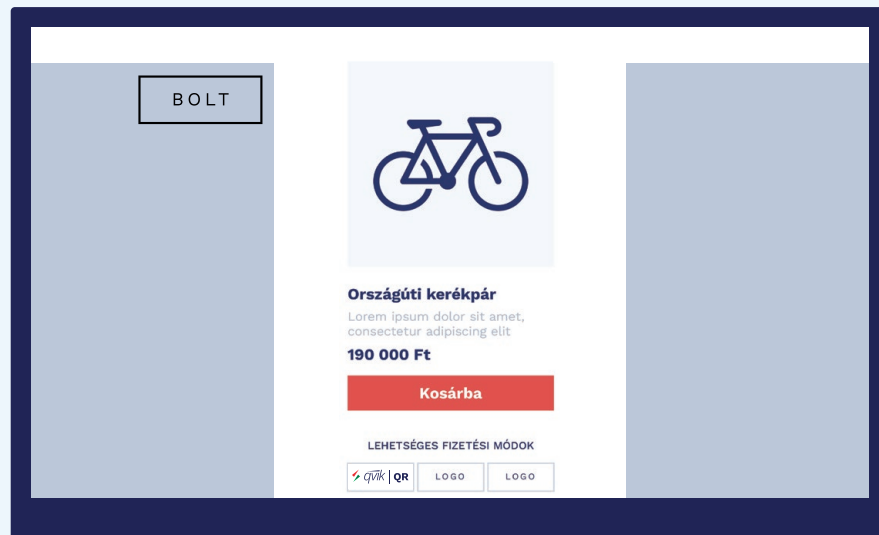 BOLT
Országúti kerékpár
Lorem ipsum dolor sit amet,
consectetur adipiscing elit
190 000 Ft
Kosárba
LEHETSÉGES FIZETÉSI MÓDOK
qvik | QR LOGO LOGO